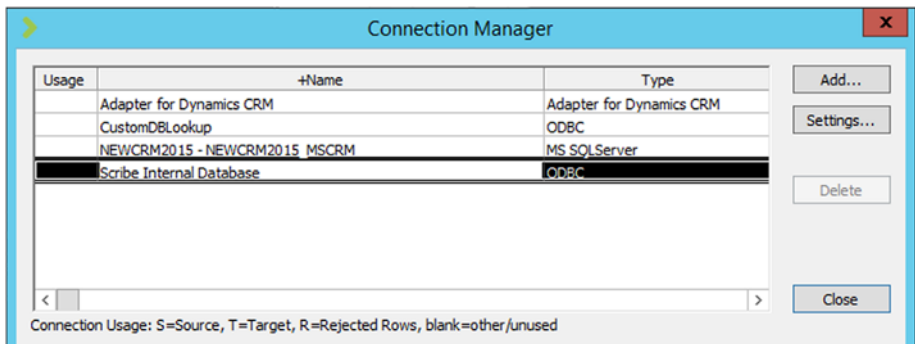 Connection Manager
x
Usage +Name Type
Adapter for Dynamics CRM Adapter for Dynamics CRM
CustomDBLookup ODBC
NEWCRM2015 - NEWCRM2015_MSCRM MS SQLServer
Scribe Internal Database ODBC
Add...
Settings...
Delete
Close
Connection Usage: S=Source, T=Target, R=Rejected Rows, blank=other/unused